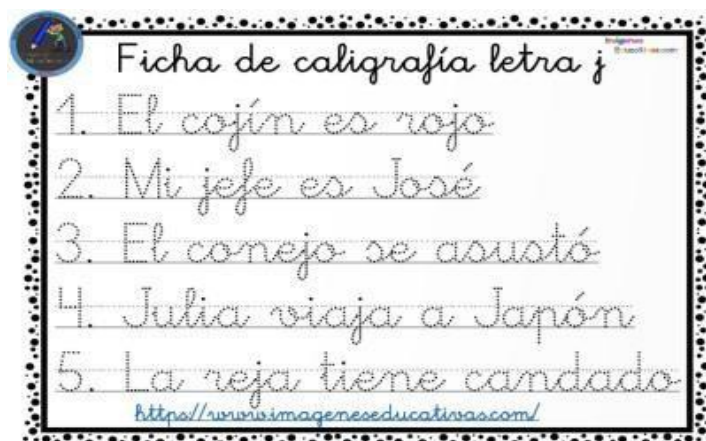 Ficha de caligrafía letra j
1. El cojín es rojo
2. Mi jefe es José
3. El conejo se asustó
4. Julia viaja a Japón
5. La reja tiene candado
https://www.imageneseducativas.com/